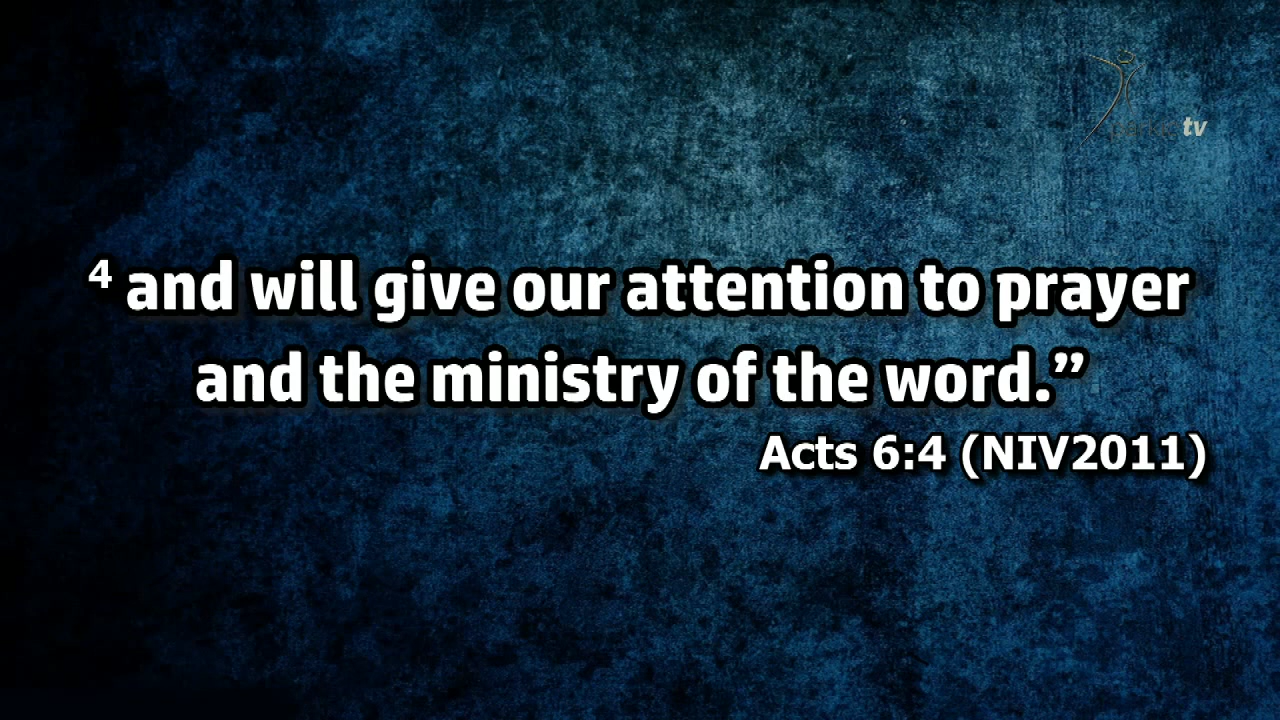 tv
⁴ and will give our attention to prayer
and the ministry of the word.”
Acts 6:4 (NIV2011)